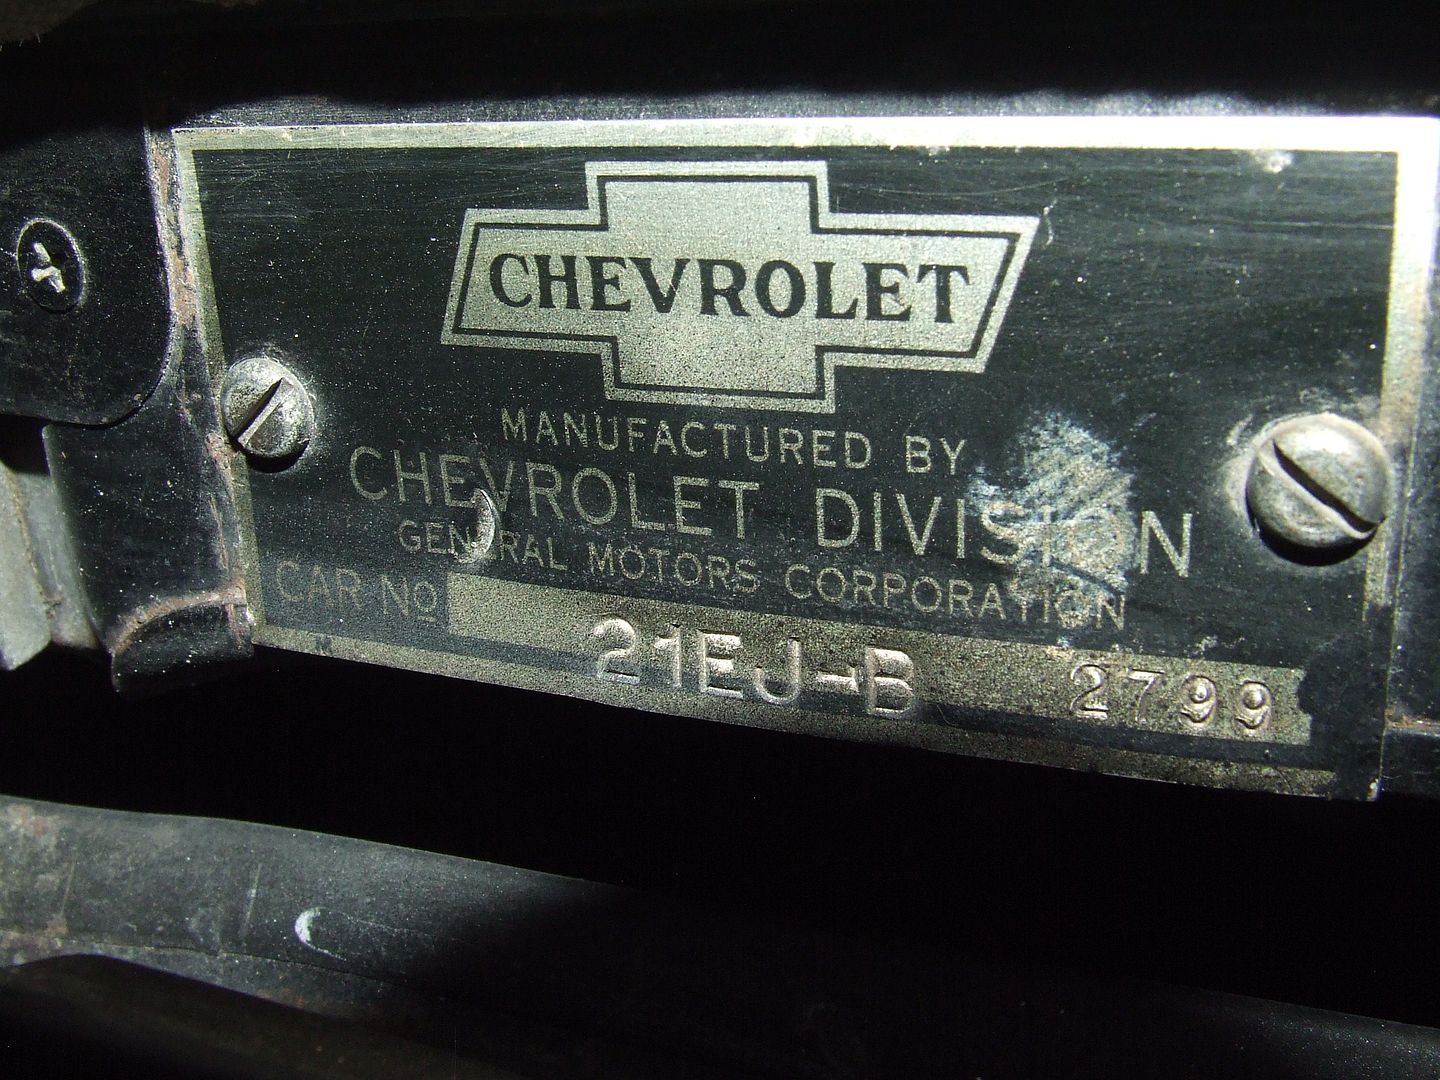 CHEVROLET
MANUFACTURED BY
CHEVROLET DIVISION
GENERAL MOTORS CORPORATION
CAR NO 21EJ-B 2799